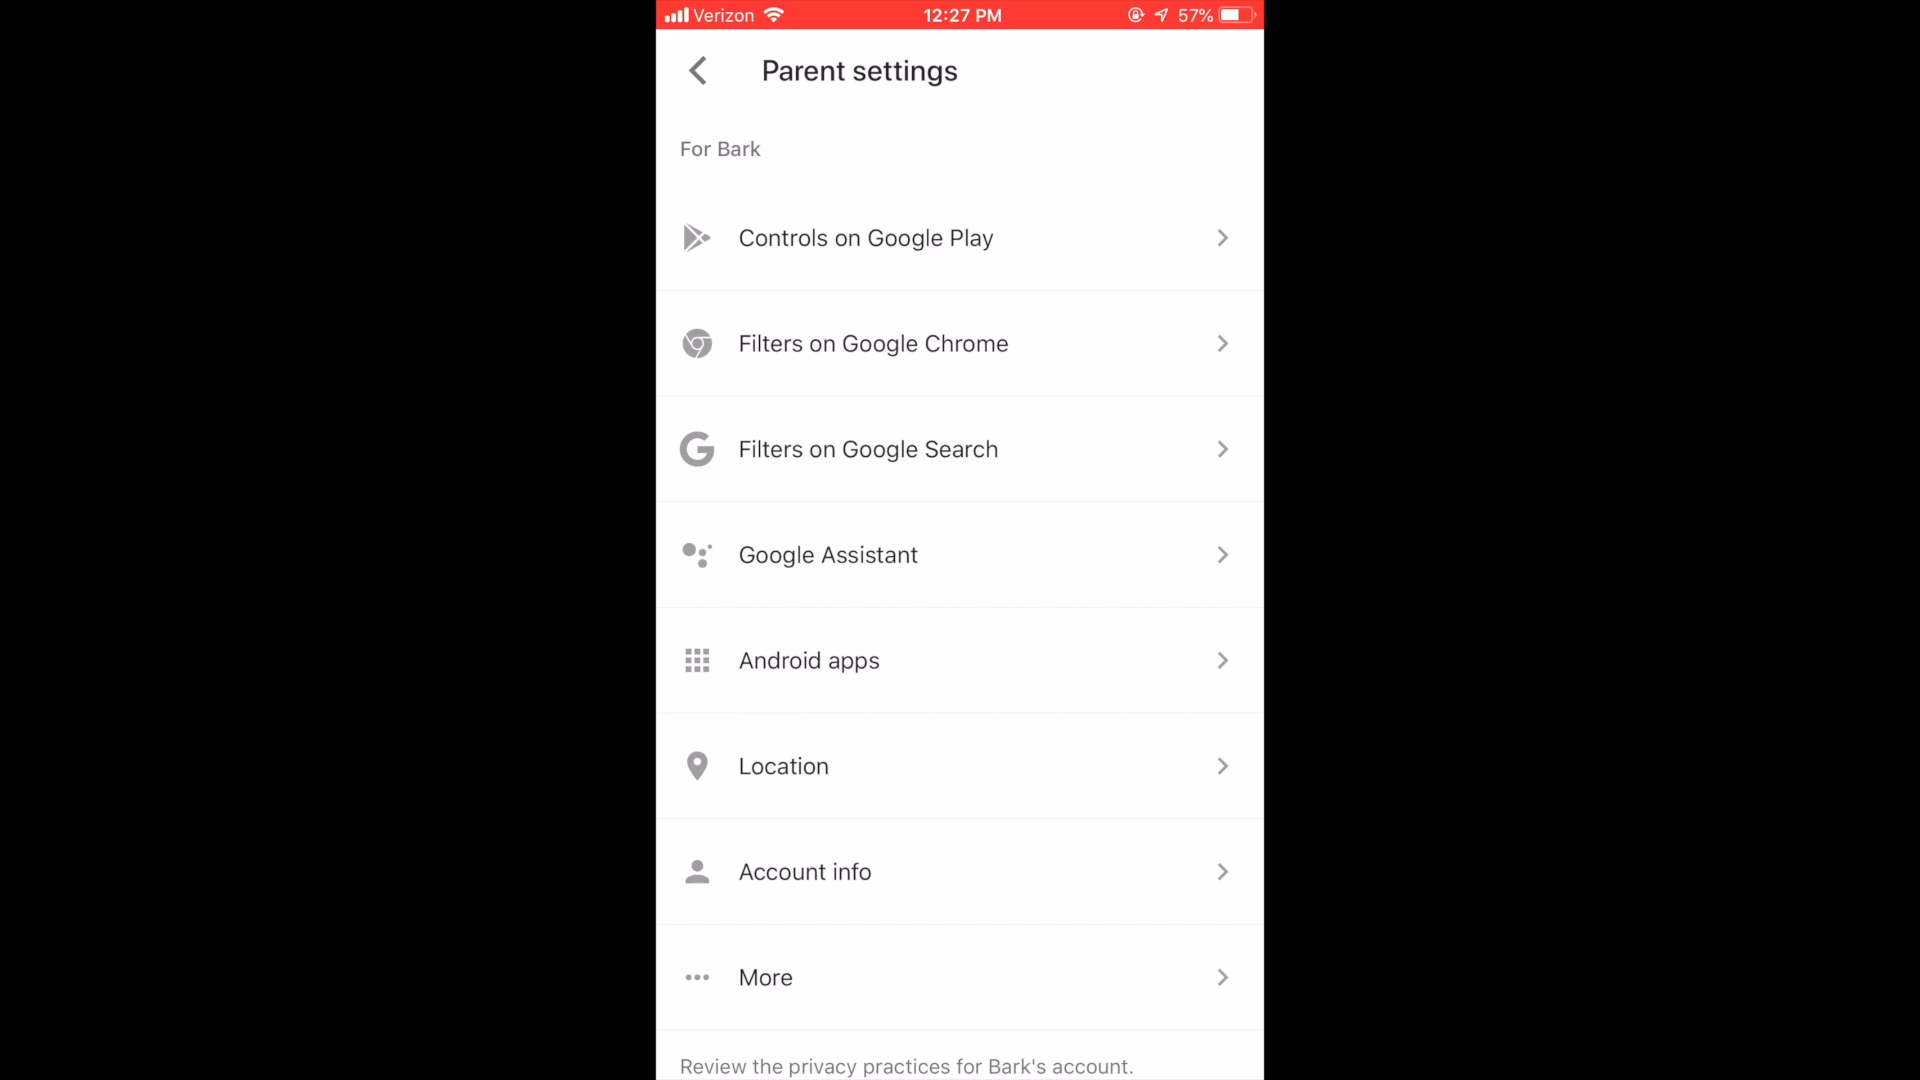 Verizon 12:27 PM 57%
Parent settings
For Bark
Controls on Google Play
Filters on Google Chrome
Filters on Google Search
Google Assistant
Android apps
Location
Account info
More
Review the privacy practices for Bark's account.